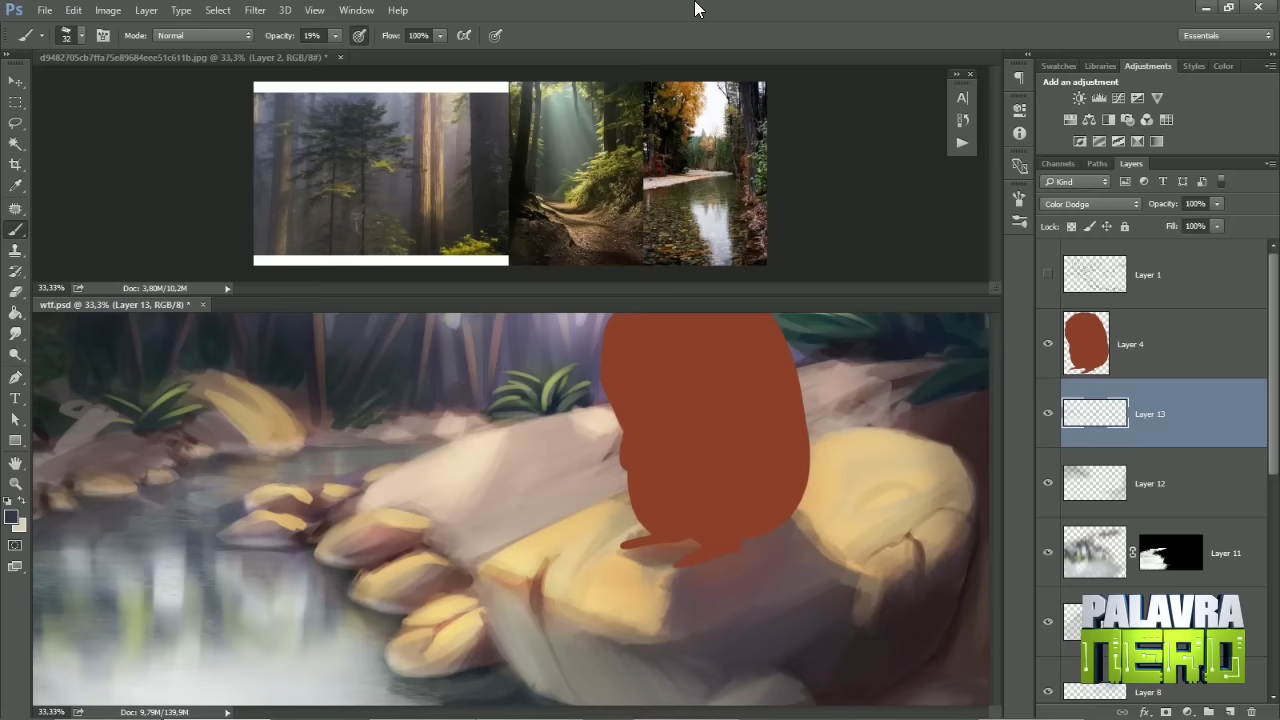 Ps File Edit Image Layer Type Select Filter 3D View Window Help
32 Mode: Normal Opacity: 19% Flow: 100% Essentials
d9482705cb7ffa75e89684eee51c611b.jpg @ 33,3% (Layer 2, RGB/8#) * ×
Swatches Libraries Adjustments Styles Color
Add an adjustment
Channels Paths Layers
Kind
Color Dodge Opacity: 100%
Lock: Fill: 100%
Layer 1
33,33% Doc: 3,80M/10,2M
wtf.psd @ 33,3% (Layer 13, RGB/8) * ×
Layer 4
Layer 13
Layer 12
Layer 11
PALAVRA
NERD
Layer 8
33,33% Doc: 9,79M/139,9M